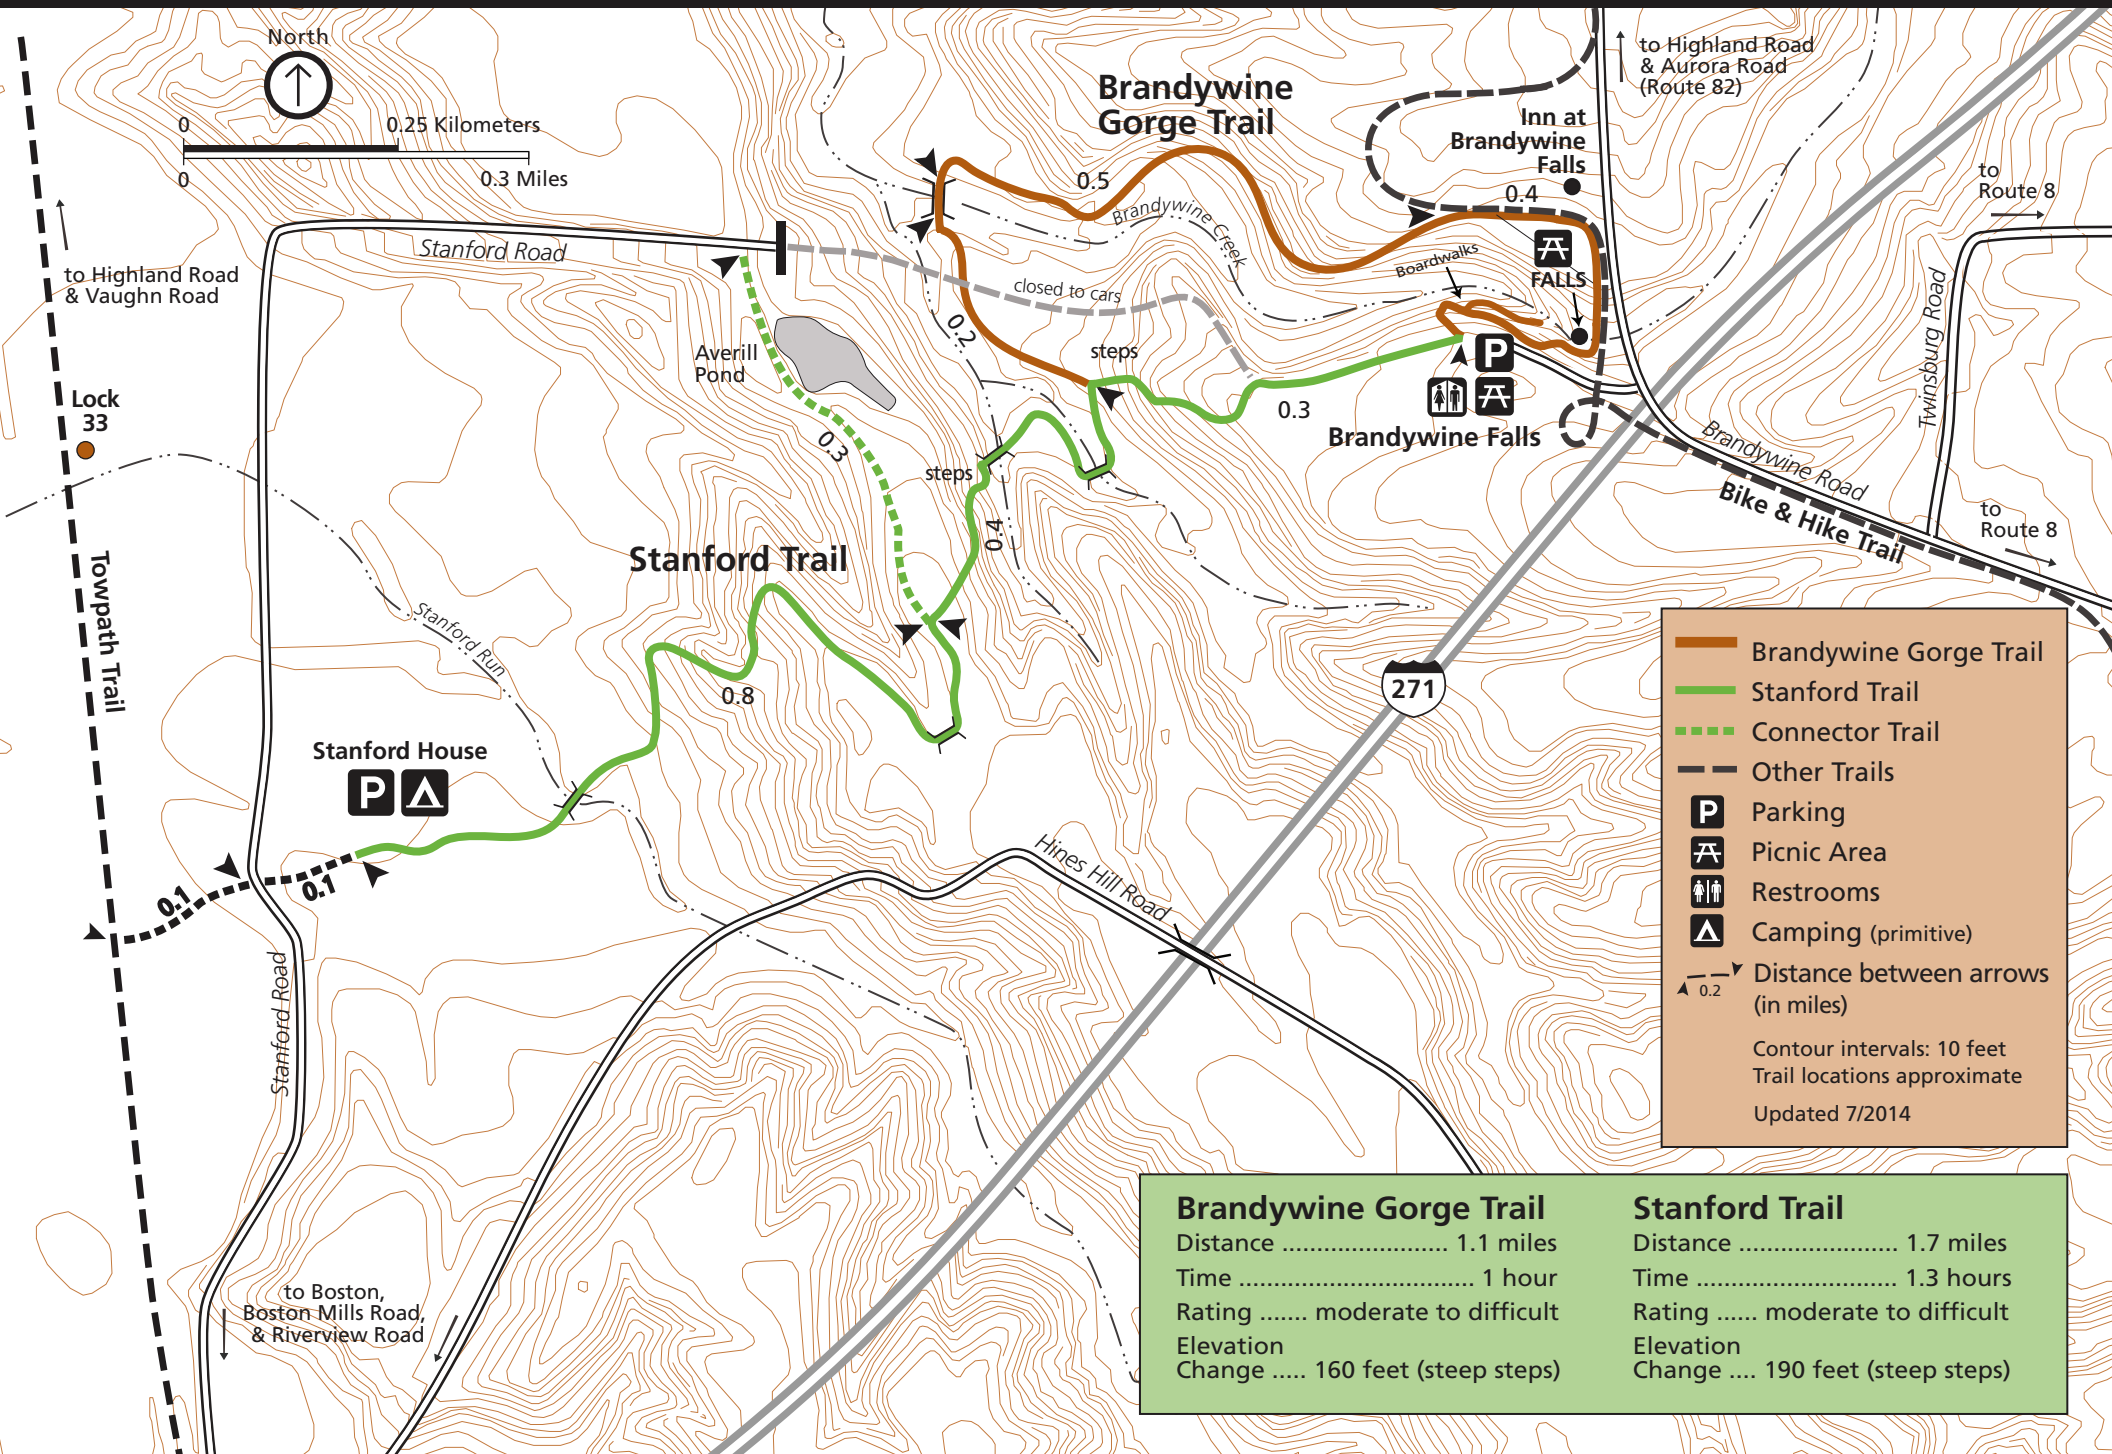 North
0
0.25 Kilometers
0
0.3 Miles
to Highland Road
& Vaughn Road
Stanford Road
Lock
33
Towpath Trail
Stanford Run
Stanford House
P
0.1
0.1
Stanford Road
to Boston,
Boston Mills Road,
& Riverview Road
Averill
Pond
0.3
Stanford Trail
0.8
steps
0.4
0.2
closed to cars
steps
0.3
Brandywine
Gorge Trail
0.5
Brandywine Creek
Boardwalks
Inn at
Brandywine
Falls
0.4
FALLS
P
Brandywine Falls
to Highland Road
& Aurora Road
(Route 82)
to
Route 8
Twinsburg Road
Brandywine Road
Bike & Hike Trail
to
Route 8
271
Hines Hill Road
Brandywine Gorge Trail
Stanford Trail
Connector Trail
Other Trails
P Parking
Picnic Area
Restrooms
Camping (primitive)
0.2 Distance between arrows
(in miles)
Contour intervals: 10 feet
Trail locations approximate
Updated 7/2014
Brandywine Gorge Trail
Distance ........................ 1.1 miles
Time .................................. 1 hour
Rating ....... moderate to difficult
Elevation
Change ..... 160 feet (steep steps)
Stanford Trail
Distance ....................... 1.7 miles
Time ............................. 1.3 hours
Rating ...... moderate to difficult
Elevation
Change .... 190 feet (steep steps)